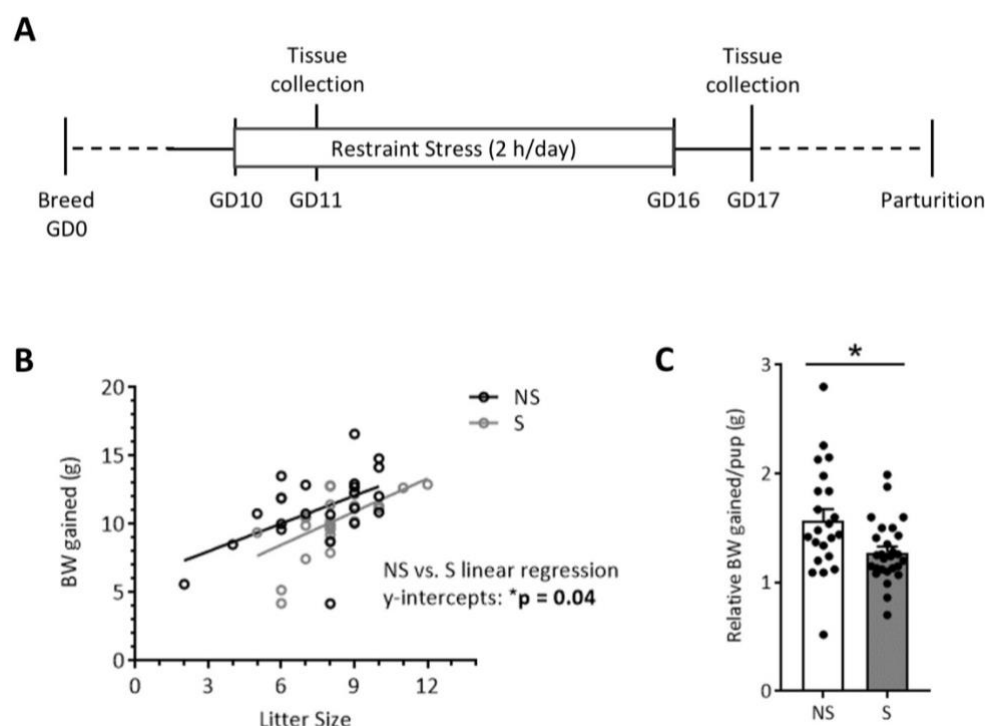 A
Tissue
collection
Tissue
collection
Restraint Stress (2 h/day)
Breed
GD0
GD10
GD11
GD16
GD17
Parturition
B
20
15
10
5
0
BW gained (g)
0
3
6
9
12
Litter Size
NS
S
NS vs. S linear regression
y-intercepts: *p = 0.04
C
*
3
2
1
0
Relative BW gained/pup (g)
NS
S